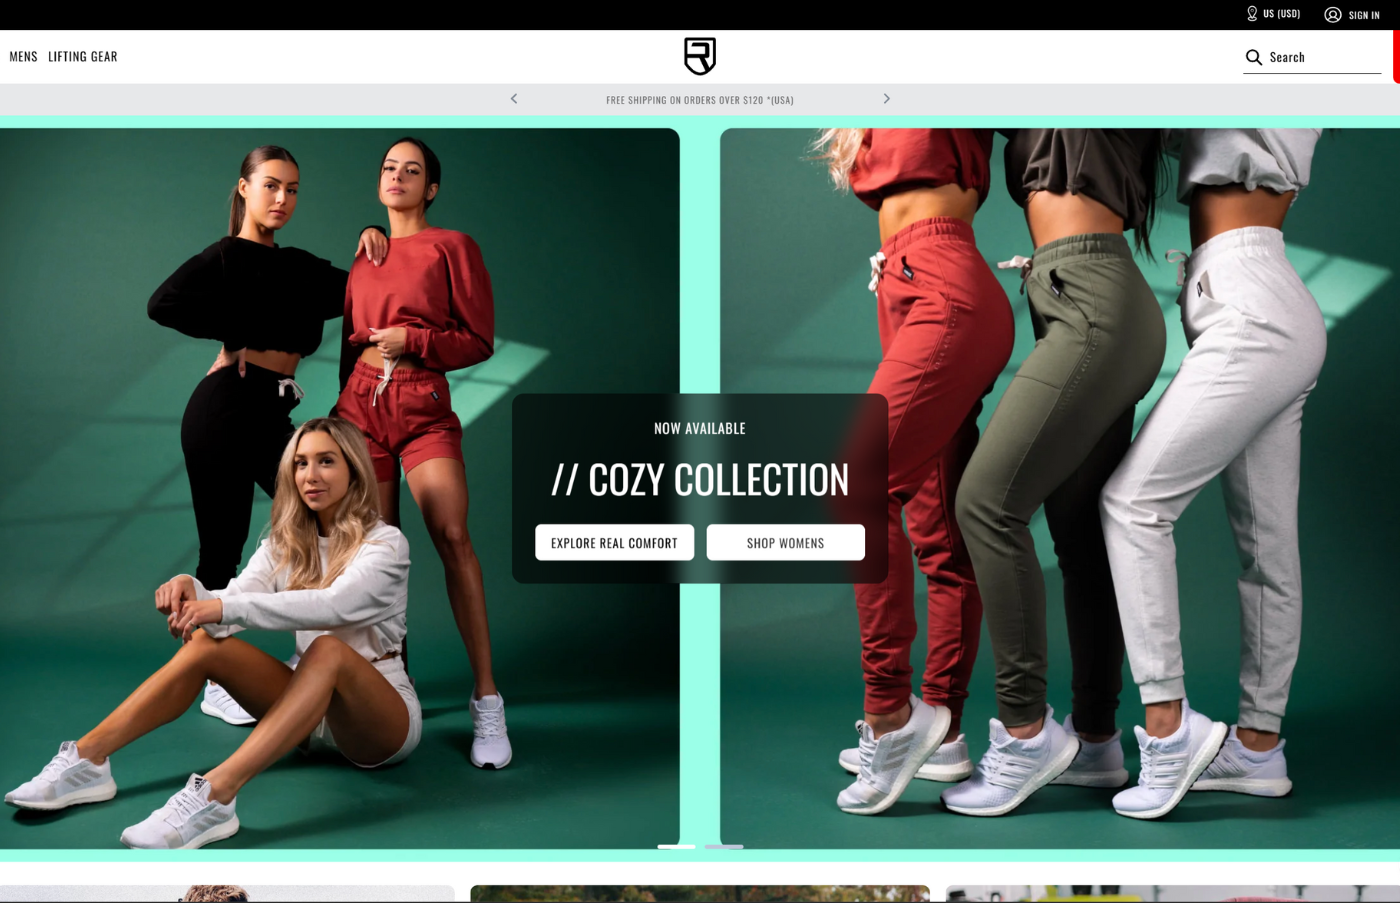 US (USD)
SIGN IN
MENS LIFTING GEAR
Search
FREE SHIPPING ON ORDERS OVER $120 *(USA)
NOW AVAILABLE
// COZY COLLECTION
EXPLORE REAL COMFORT
SHOP WOMENS